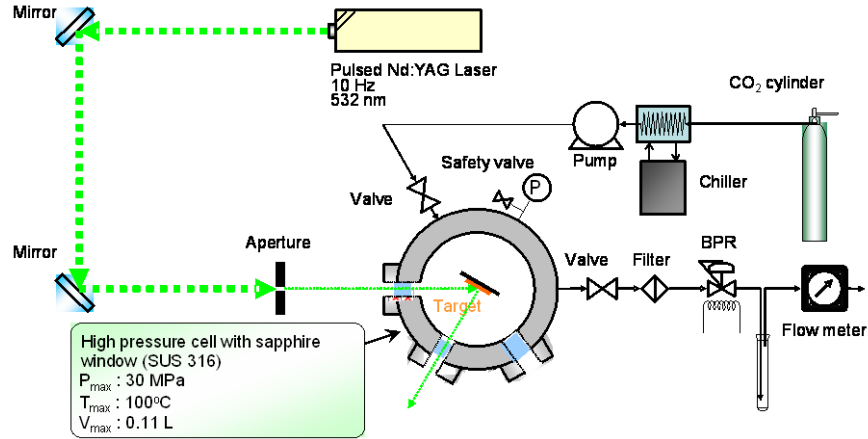 Mirror
Pulsed Nd:YAG Laser
10 Hz
532 nm
CO₂ cylinder
Pump
Chiller
Safety valve
P
Valve
Mirror
Aperture
Target
Valve
Filter
BPR
Flow meter
High pressure cell with sapphire
window (SUS 316)
Pmax : 30 MPa
Tmax : 100°C
Vmax : 0.11 L